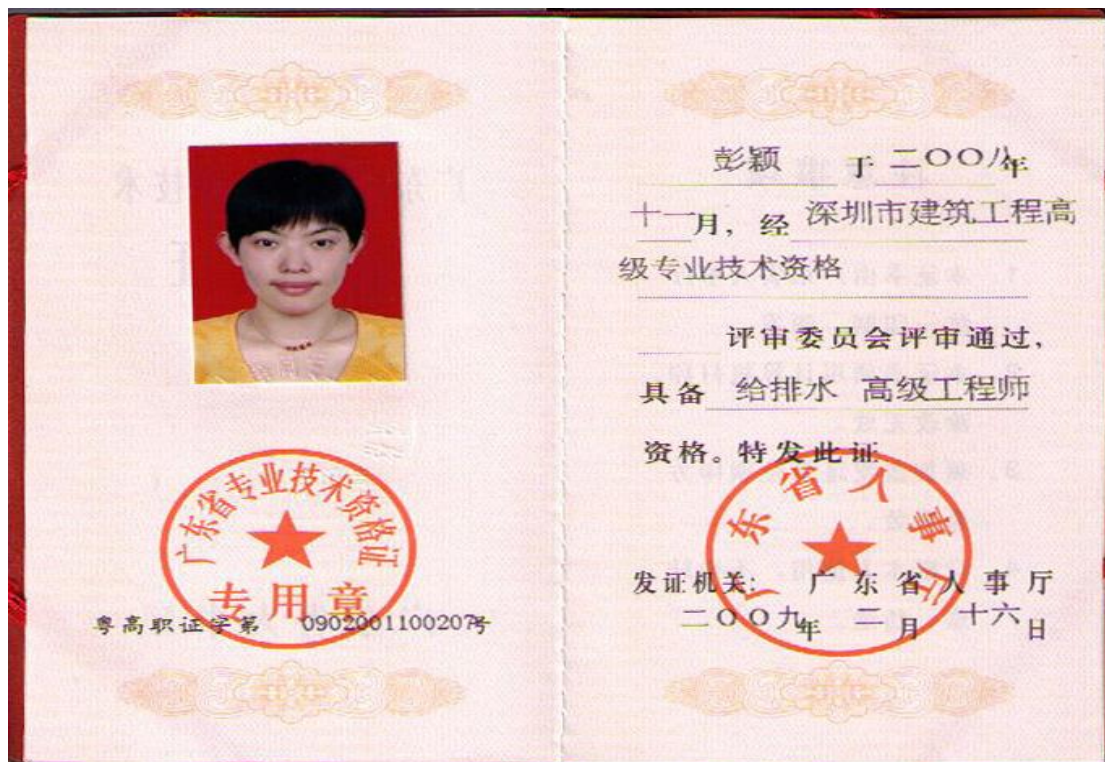 广东省专业技术资格证
专用章
粤高职证字第 0902001100207号
彭颖 于 二〇〇八年
十一月，经 深圳市建筑工程高
级专业技术资格
评审委员会评审通过，
具备 给排水 高级工程师
资格。特发此证
广东省人事厅
发证机关： 广东省人事厅
二〇〇九年 二月 十六日